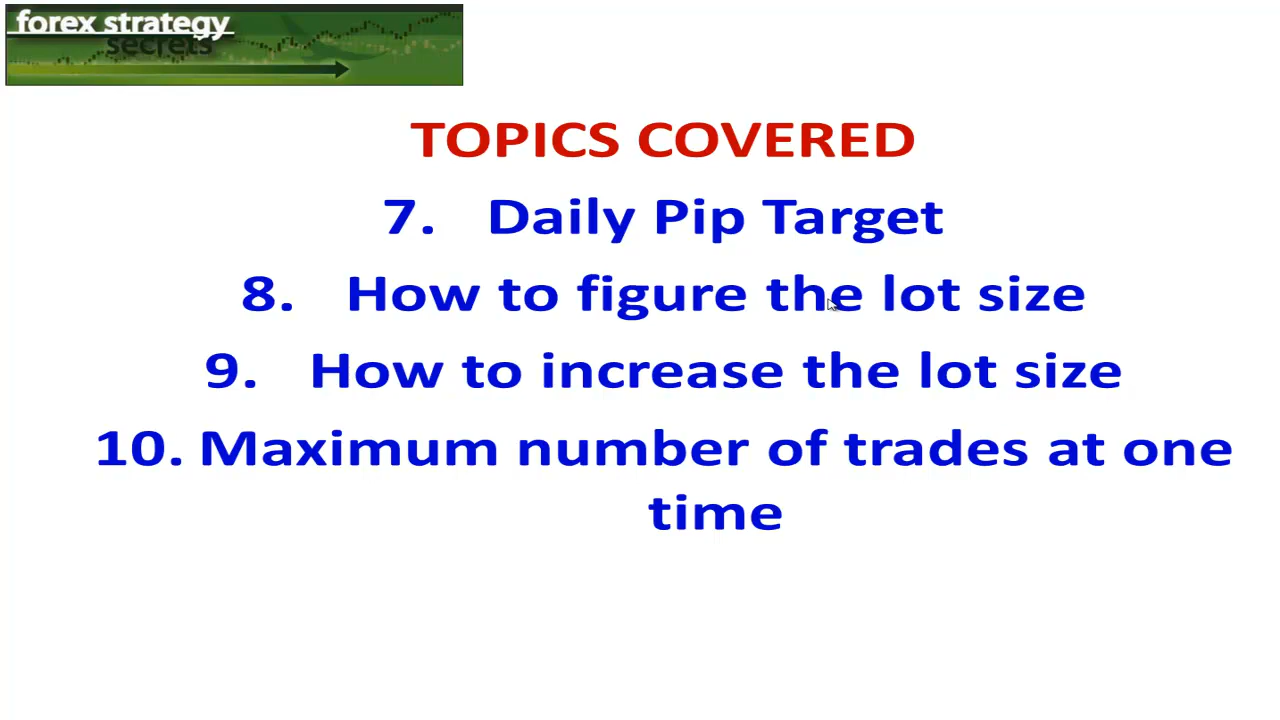 forex strategy
secrets
TOPICS COVERED
7. Daily Pip Target
8. How to figure the lot size
9. How to increase the lot size
10. Maximum number of trades at one
time